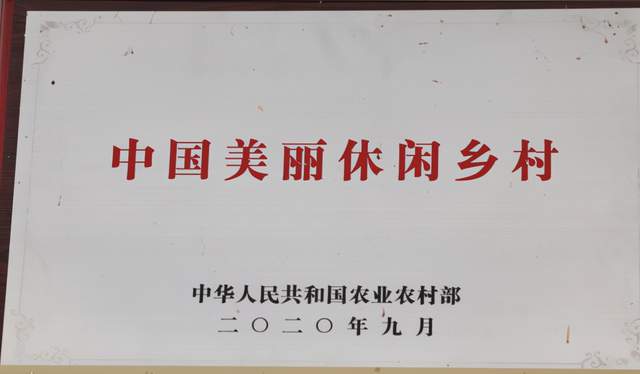 中国美丽休闲乡村
中华人民共和国农业农村部
二〇二〇年九月